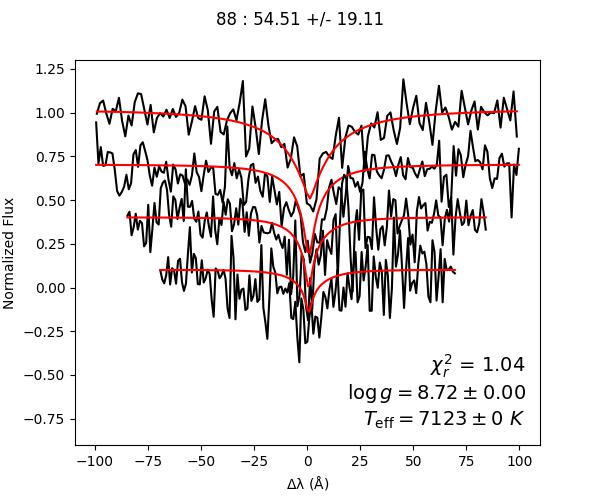 88 : 54.51 +/- 19.11
1.25
1.00
0.75
0.50
0.25
0.00
−0.25
−0.50
−0.75
Normalized Flux
χ²ᵣ = 1.04
log g = 8.72 ± 0.00
T_eff = 7123 ± 0 K
−100 −75 −50 −25 0 25 50 75 100
Δλ (Å)